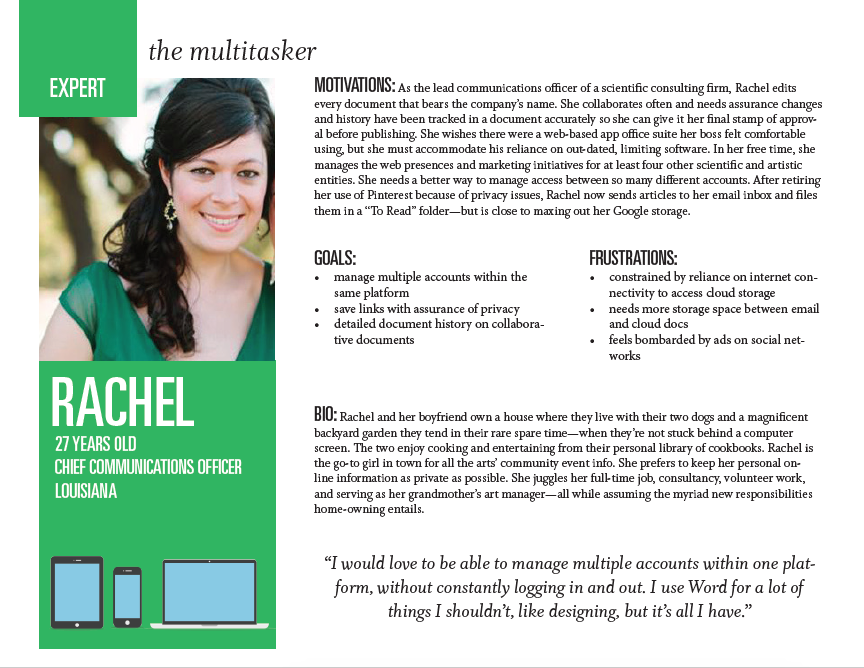 the multitasker
EXPERT
MOTIVATIONS: As the lead communications officer of a scientific consulting firm, Rachel edits
every document that bears the company's name. She collaborates often and needs assurance changes
and history have been tracked in a document accurately so she can give it her final stamp of approv-
al before publishing. She wishes there were a web-based app office suite her boss felt comfortable
using, but she must accommodate his reliance on out-dated, limiting software. In her free time, she
manages the web presences and marketing initiatives for at least four other scientific and artistic
entities. She needs a better way to manage access between so many different accounts. After retiring
her use of Pinterest because of privacy issues, Rachel now sends articles to her email inbox and files
them in a "To Read" folder—but is close to maxing out her Google storage.
GOALS:
• manage multiple accounts within the
same platform
• save links with assurance of privacy
• detailed document history on collabora-
tive documents
FRUSTRATIONS:
• constrained by reliance on internet con-
nectivity to access cloud storage
• needs more storage space between email
and cloud docs
• feels bombarded by ads on social net-
works
RACHEL
27 YEARS OLD
CHIEF COMMUNICATIONS OFFICER
LOUISIANA
BIO: Rachel and her boyfriend own a house where they live with their two dogs and a magnificent
backyard garden they tend in their rare spare time—when they're not stuck behind a computer
screen. The two enjoy cooking and entertaining from their personal library of cookbooks. Rachel is
the go-to girl in town for all the arts' community event info. She prefers to keep her personal on-
line information as private as possible. She juggles her full-time job, consultancy, volunteer work,
and serving as her grandmother's art manager—all while assuming the myriad new responsibilities
home-owning entails.
"I would love to be able to manage multiple accounts within one plat-
form, without constantly logging in and out. I use Word for a lot of
things I shouldn't, like designing, but it's all I have."